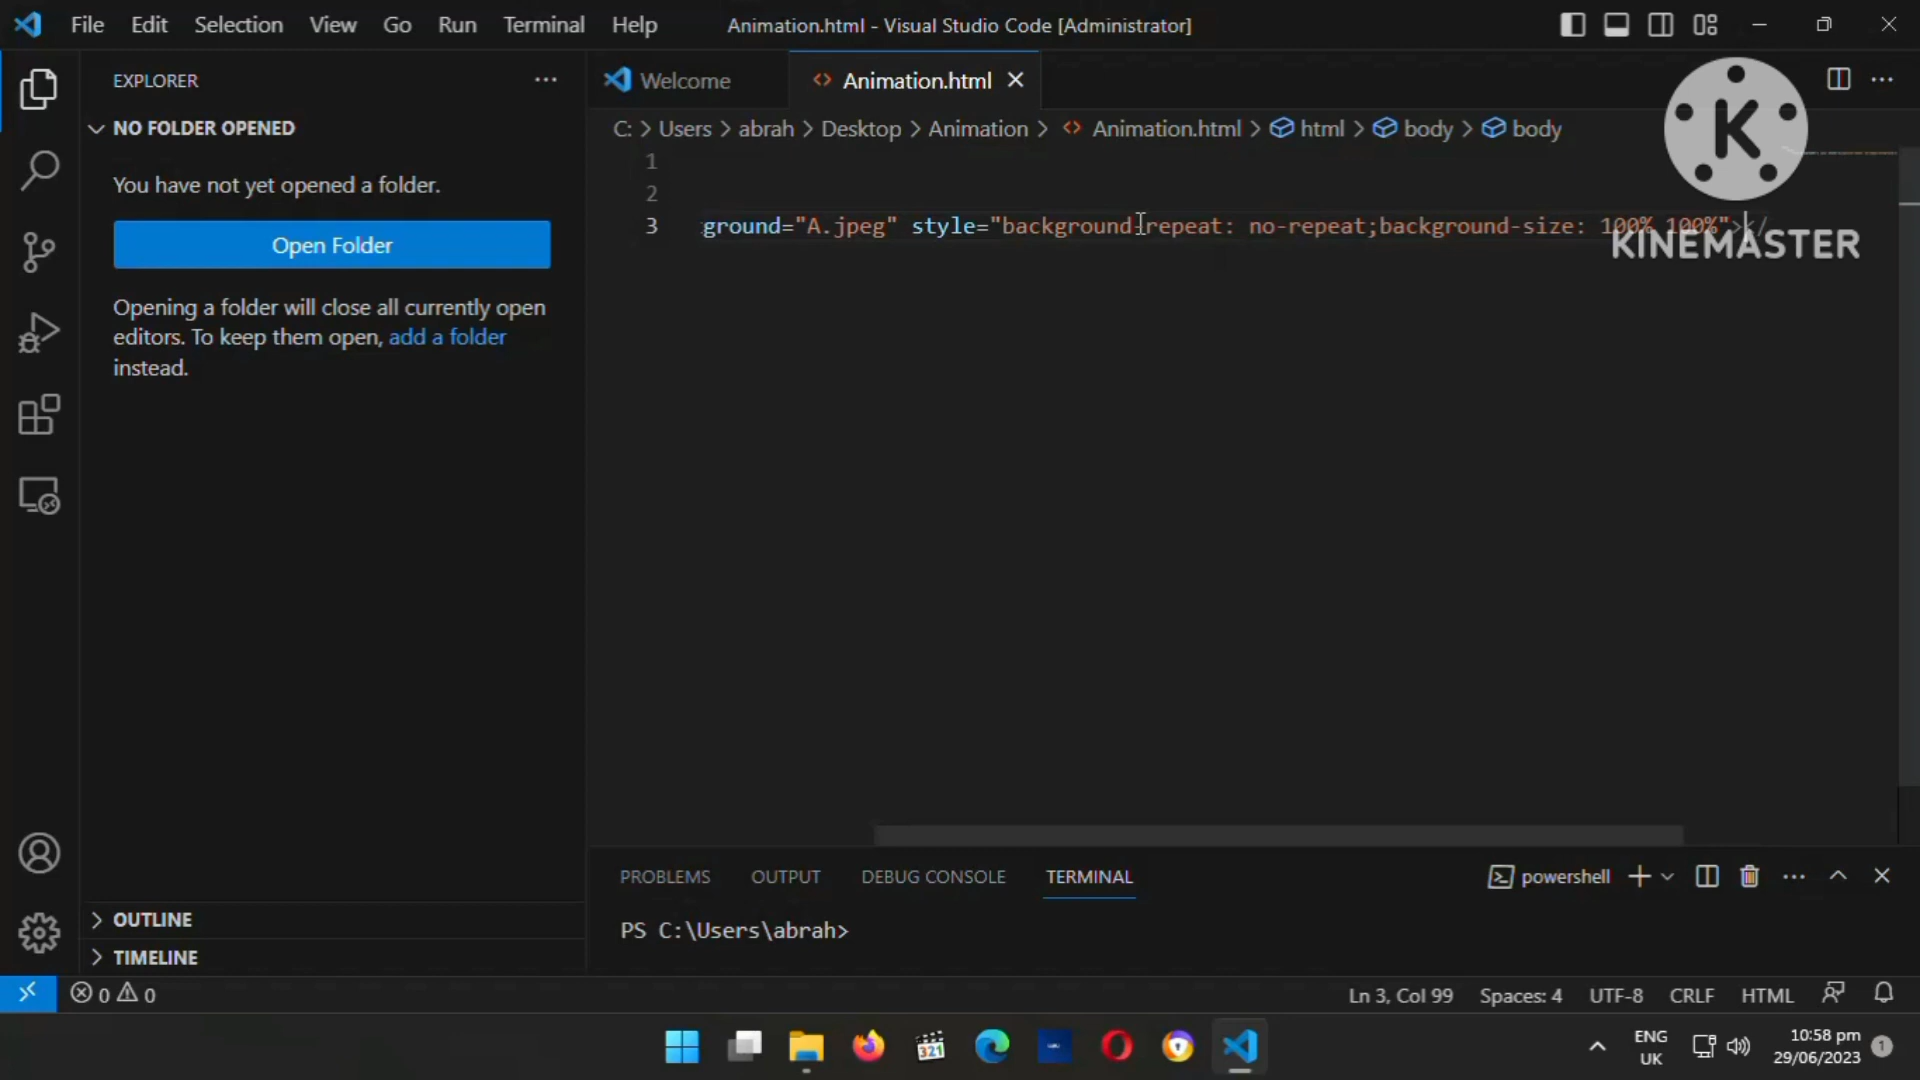 File Edit Selection View Go Run Terminal Help Animation.html - Visual Studio Code [Administrator]
EXPLORER
Welcome Animation.html
NO FOLDER OPENED
C: > Users > abrah > Desktop > Animation > Animation.html > html > body > body
You have not yet opened a folder.
Open Folder
Opening a folder will close all currently open
editors. To keep them open, add a folder
instead.
1
2
3 ground="A.jpeg" style="background-repeat: no-repeat;background-size: 100% 100%"></
K
KINEMASTER
PROBLEMS OUTPUT DEBUG CONSOLE TERMINAL powershell
PS C:\Users\abrah>
OUTLINE
TIMELINE
0 0 Ln 3, Col 99 Spaces: 4 UTF-8 CRLF HTML
321
ENG
UK
10:58 pm
29/06/2023
1